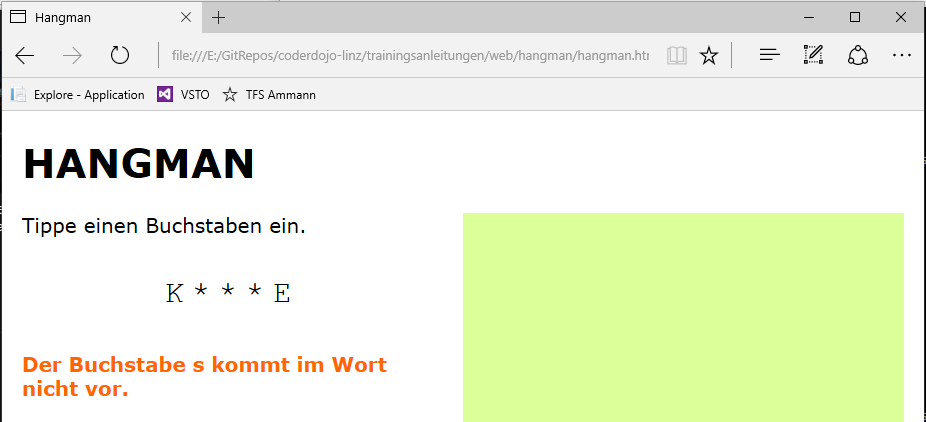 Hangman
file:///E:/GitRepos/coderdojo-linz/trainingsanleitungen/web/hangman/hangman.htm
Explore - Application VSTO TFS Ammann
HANGMAN
Tippe einen Buchstaben ein.
K * * * E
Der Buchstabe s kommt im Wort
nicht vor.